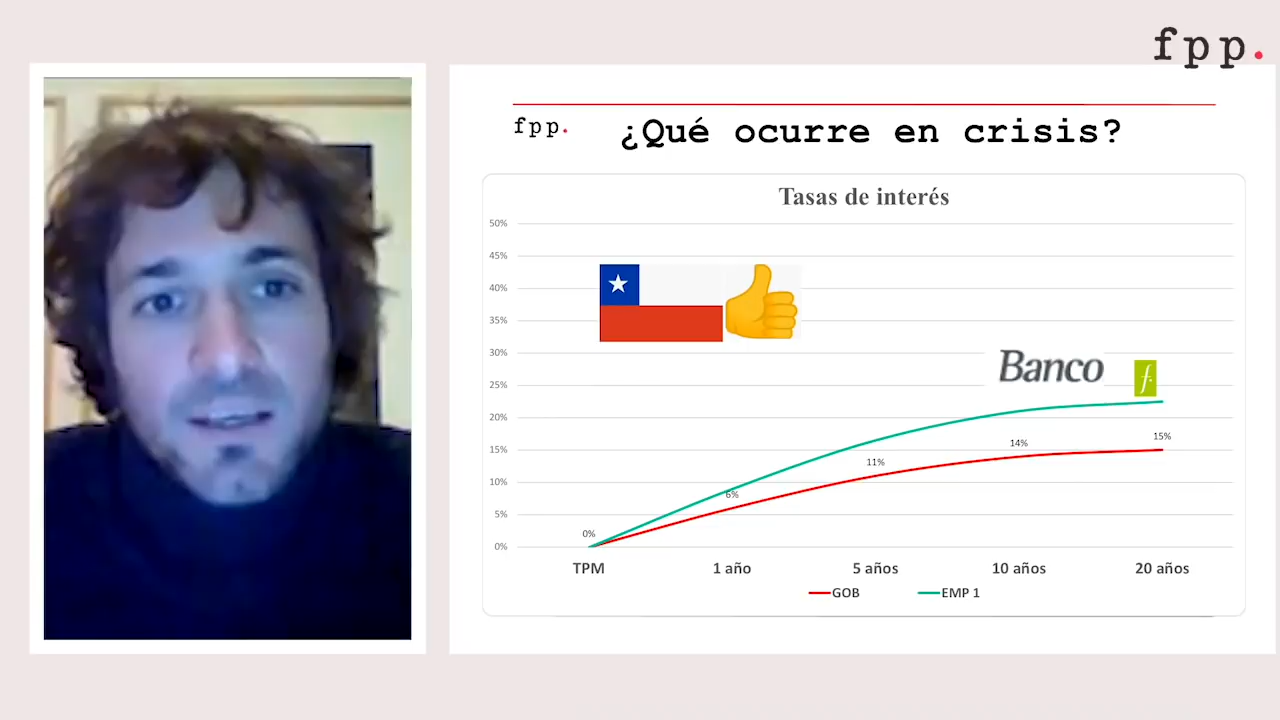 fpp.
fpp.
¿Qué ocurre en crisis?
Tasas de interés
50%
45%
40%
35%
30%
25%
20%
15%
10%
5%
0%
Banco
f.
0%
6%
11%
14%
15%
TPM
1 año
5 años
10 años
20 años
GOB
EMP 1